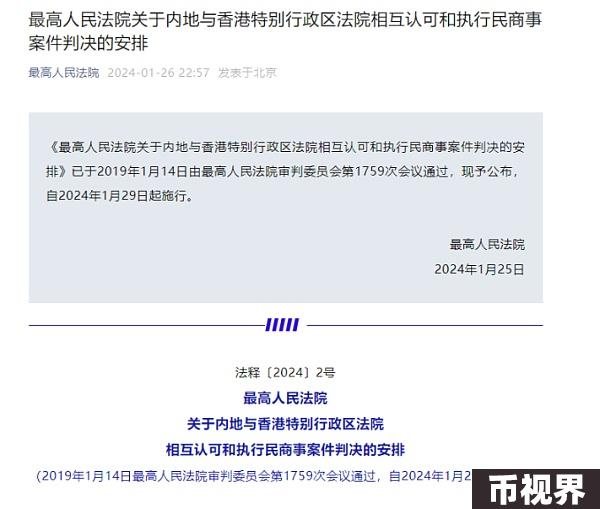 最高人民法院关于内地与香港特别行政区法院相互认可和执行民商事
案件判决的安排
最高人民法院 2024-01-26 22:57 发表于北京
《最高人民法院关于内地与香港特别行政区法院相互认可和执行民商事案件判决的安
排》已于2019年1月14日由最高人民法院审判委员会第1759次会议通过，现予公布，
自2024年1月29日起施行。
最高人民法院
2024年1月25日
法释〔2024〕2号
最高人民法院
关于内地与香港特别行政区法院
相互认可和执行民商事案件判决的安排
（2019年1月14日最高人民法院审判委员会第1759次会议通过，自2024年1月2
币视界